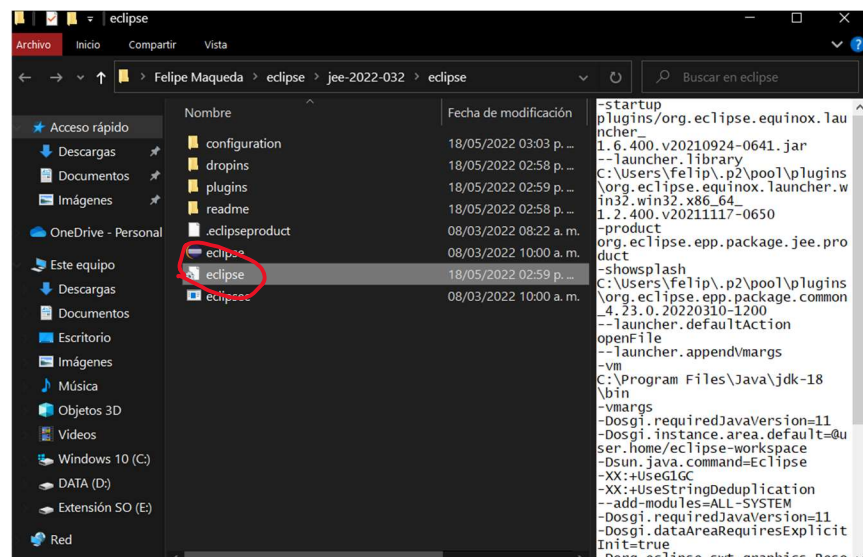 eclipse
Archivo Inicio Compartir Vista
Felipe Maqueda > eclipse > jee-2022-032 > eclipse
Buscar en eclipse
Nombre Fecha de modificación
Acceso rápido
Descargas
Documentos
Imágenes
OneDrive - Personal
Este equipo
Descargas
Documentos
Escritorio
Imágenes
Música
Objetos 3D
Videos
Windows 10 (C:)
DATA (D:)
Extensión SO (E:)
Red
configuration 18/05/2022 03:03 p. ...
dropins 18/05/2022 02:58 p. ...
plugins 18/05/2022 02:59 p. ...
readme 18/05/2022 02:58 p. ...
.eclipseproduct 08/03/2022 08:22 a. m.
eclipse 08/03/2022 10:00 a. m.
eclipse 18/05/2022 02:59 p. ...
eclipsec 08/03/2022 10:00 a. m.
-startup
plugins/org.eclipse.equinox.lau
ncher_
1.6.400.v20210924-0641.jar
--launcher.library
C:\Users\felip\.p2\pool\plugins
\org.eclipse.equinox.launcher.w
in32.win32.x86_64_
1.2.400.v20211117-0650
-product
org.eclipse.epp.package.jee.pro
duct
-showsplash
C:\Users\felip\.p2\pool\plugins
\org.eclipse.epp.package.common
_4.23.0.20220310-1200
--launcher.defaultAction
openFile
--launcher.appendVmargs
-vm
C:\Program Files\Java\jdk-18
\bin
-vmargs
-Dosgi.requiredJavaVersion=11
-Dosgi.instance.area.default=@u
ser.home/eclipse-workspace
-Dsun.java.command=Eclipse
-XX:+UseG1GC
-XX:+UseStringDeduplication
--add-modules=ALL-SYSTEM
-Dosgi.requiredJavaVersion=11
-Dosgi.dataAreaRequiresExplicit
Init=true